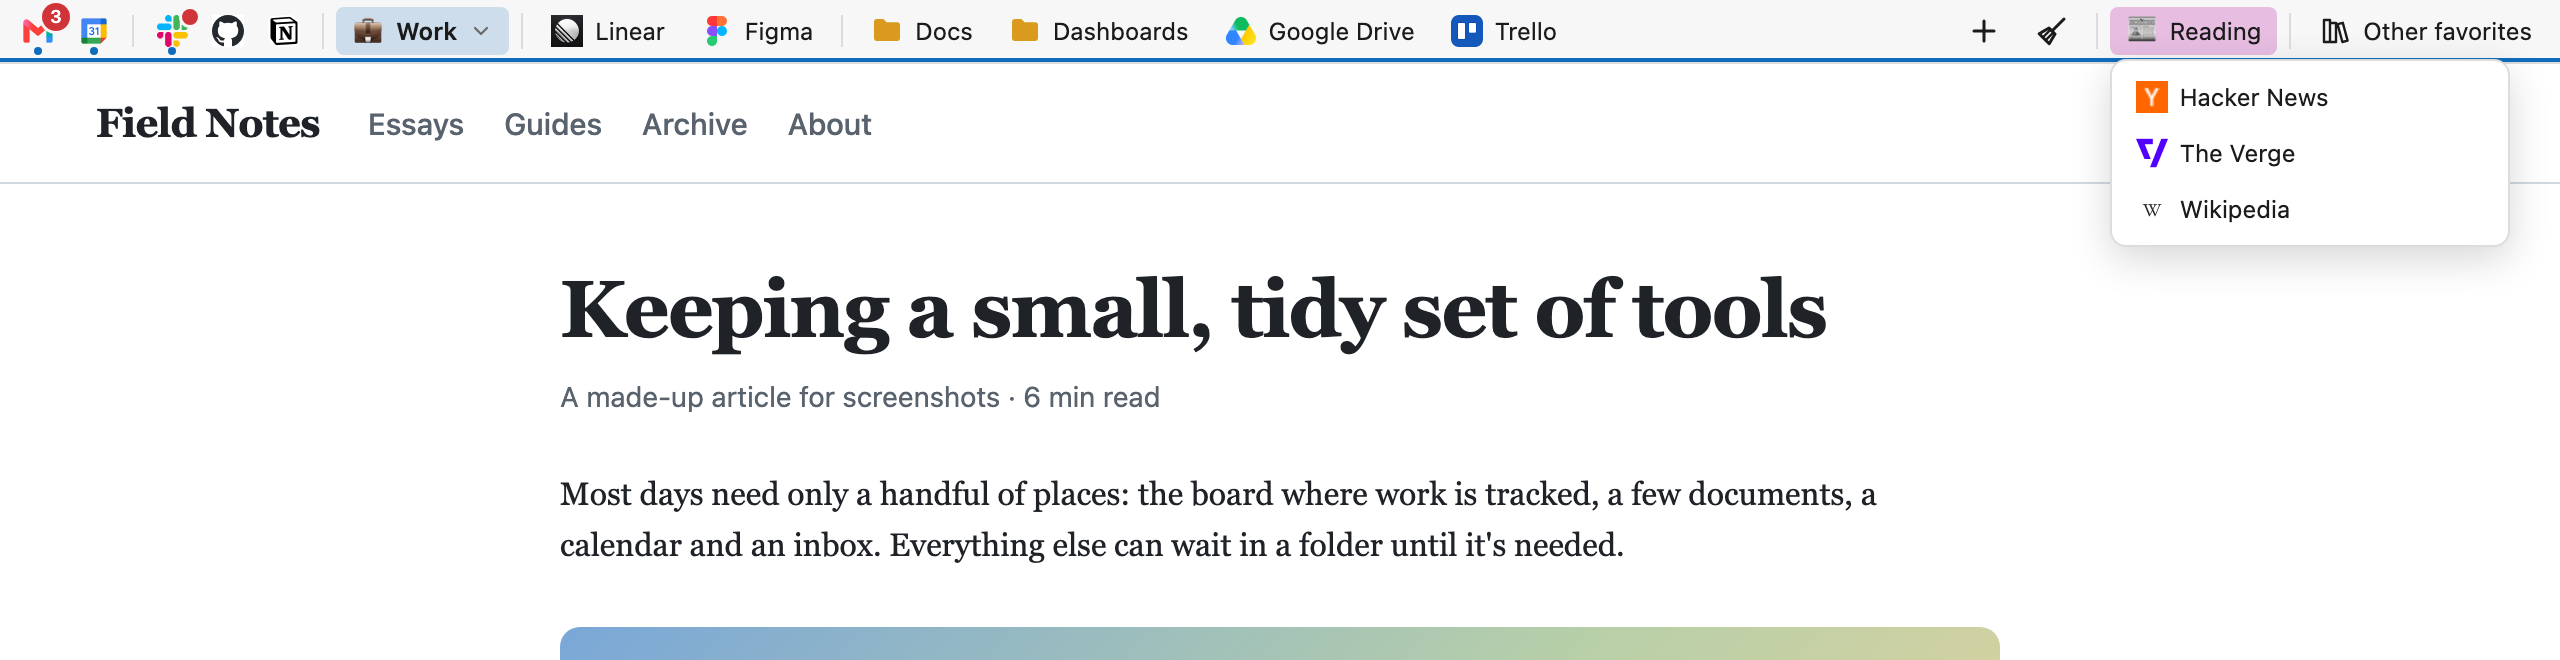 3
31
Work
Linear
Figma
Docs
Dashboards
Google Drive
Trello
Reading
Other favorites
Hacker News
The Verge
Wikipedia
Field Notes
Essays
Guides
Archive
About
Keeping a small, tidy set of tools
A made-up article for screenshots · 6 min read
Most days need only a handful of places: the board where work is tracked, a few documents, a
calendar and an inbox. Everything else can wait in a folder until it's needed.